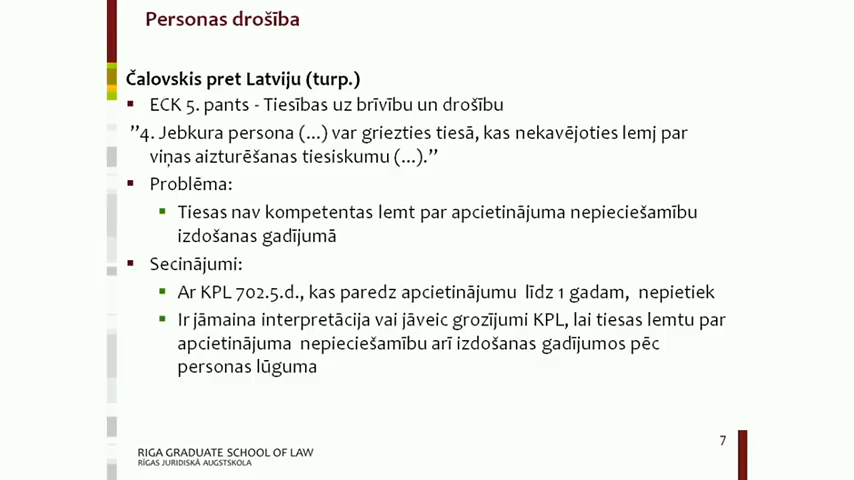 Personas drošība
Čalovskis pret Latviju (turp.)
ECK 5. pants - Tiesības uz brīvību un drošību
”4. Jebkura persona (...) var griezties tiesā, kas nekavējoties lemj par
viņas aizturēšanas tiesiskumu (...).”
Problēma:
Tiesas nav kompetentas lemt par apcietinājuma nepieciešamību
izdošanas gadījumā
Secinājumi:
Ar KPL 702.5.d., kas paredz apcietinājumu līdz 1 gadam, nepietiek
Ir jāmaina interpretācija vai jāveic grozījumi KPL, lai tiesas lemtu par
apcietinājuma nepieciešamību arī izdošanas gadījumos pēc
personas lūguma
7
RIGA GRADUATE SCHOOL OF LAW
RĪGAS JURIDISKĀ AUGSTSKOLA